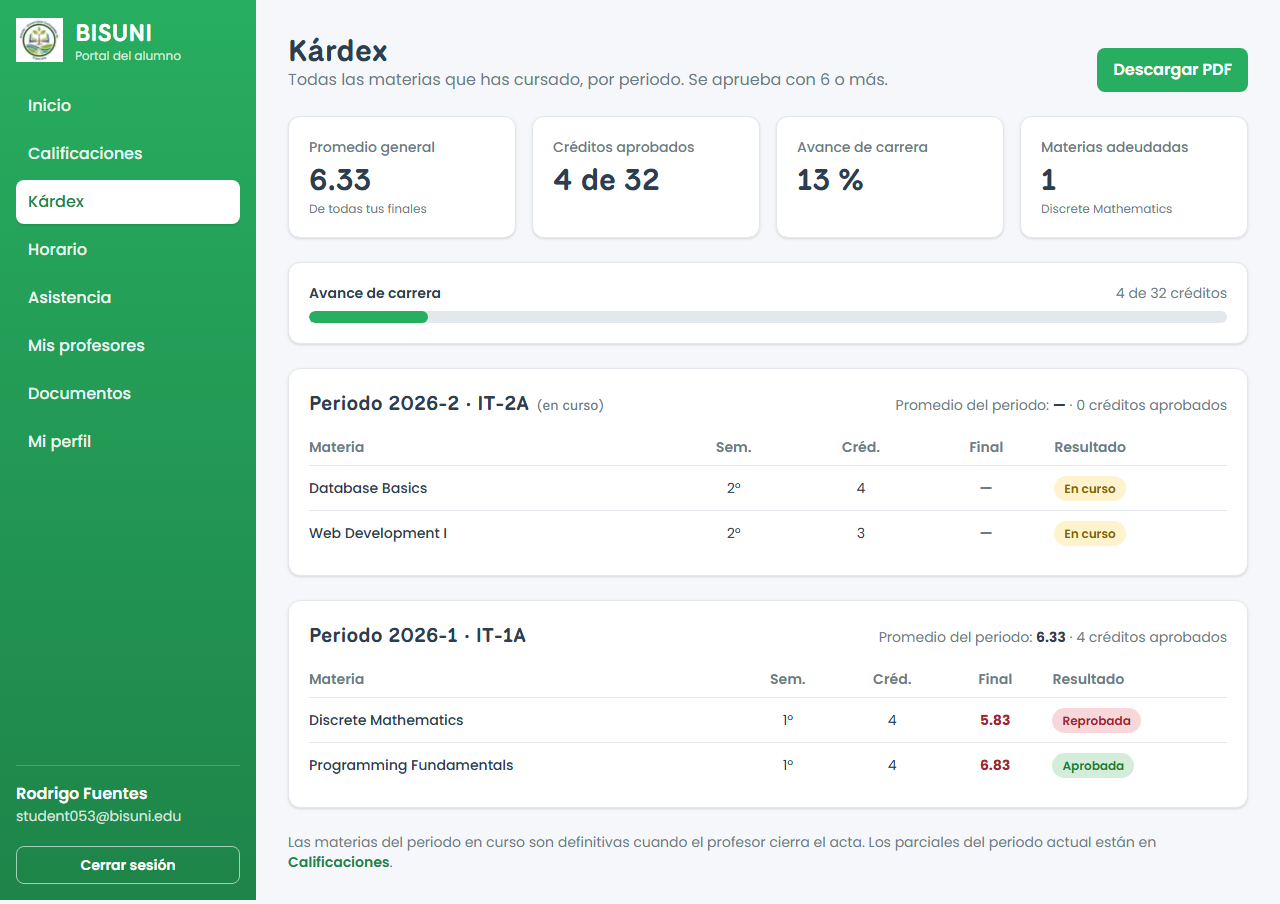 BISUNI
Portal del alumno
Inicio
Calificaciones
Kárdex
Horario
Asistencia
Mis profesores
Documentos
Mi perfil
Rodrigo Fuentes
student053@bisuni.edu
Cerrar sesión
Kárdex
Todas las materias que has cursado, por periodo. Se aprueba con 6 o más.
Descargar PDF
Promedio general
6.33
De todas tus finales
Créditos aprobados
4 de 32
Avance de carrera
13 %
Materias adeudadas
1
Discrete Mathematics
Avance de carrera 4 de 32 créditos
Periodo 2026-2 · IT-2A (en curso) Promedio del periodo: — · 0 créditos aprobados
Materia Sem. Créd. Final Resultado
Database Basics 2º 4 — En curso
Web Development I 2º 3 — En curso
Periodo 2026-1 · IT-1A Promedio del periodo: 6.33 · 4 créditos aprobados
Materia Sem. Créd. Final Resultado
Discrete Mathematics 1º 4 5.83 Reprobada
Programming Fundamentals 1º 4 6.83 Aprobada
Las materias del periodo en curso son definitivas cuando el profesor cierra el acta. Los parciales del periodo actual están en
Calificaciones.